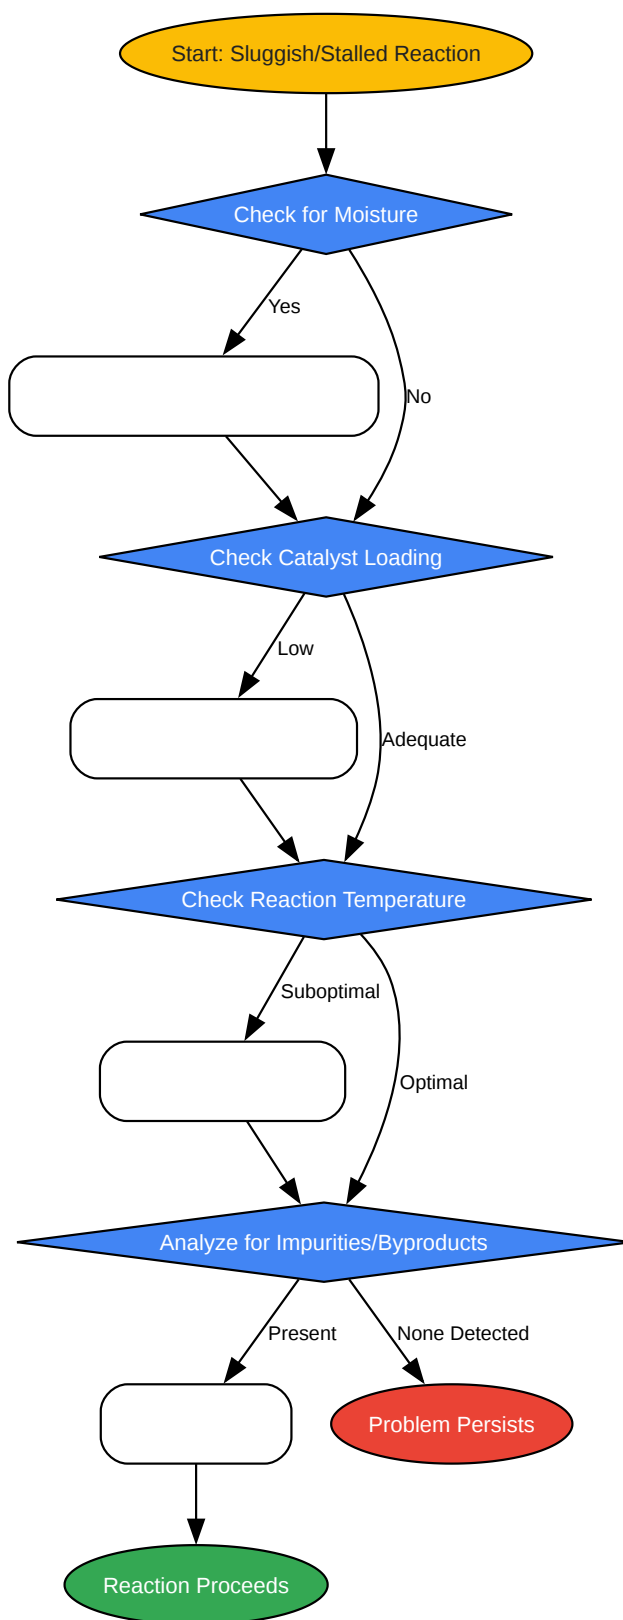 Start: Sluggish/Stalled Reaction
Check for Moisture
Yes
No
Check Catalyst Loading
Low
Adequate
Check Reaction Temperature
Suboptimal
Optimal
Analyze for Impurities/Byproducts
Present
None Detected
Problem Persists
Reaction Proceeds